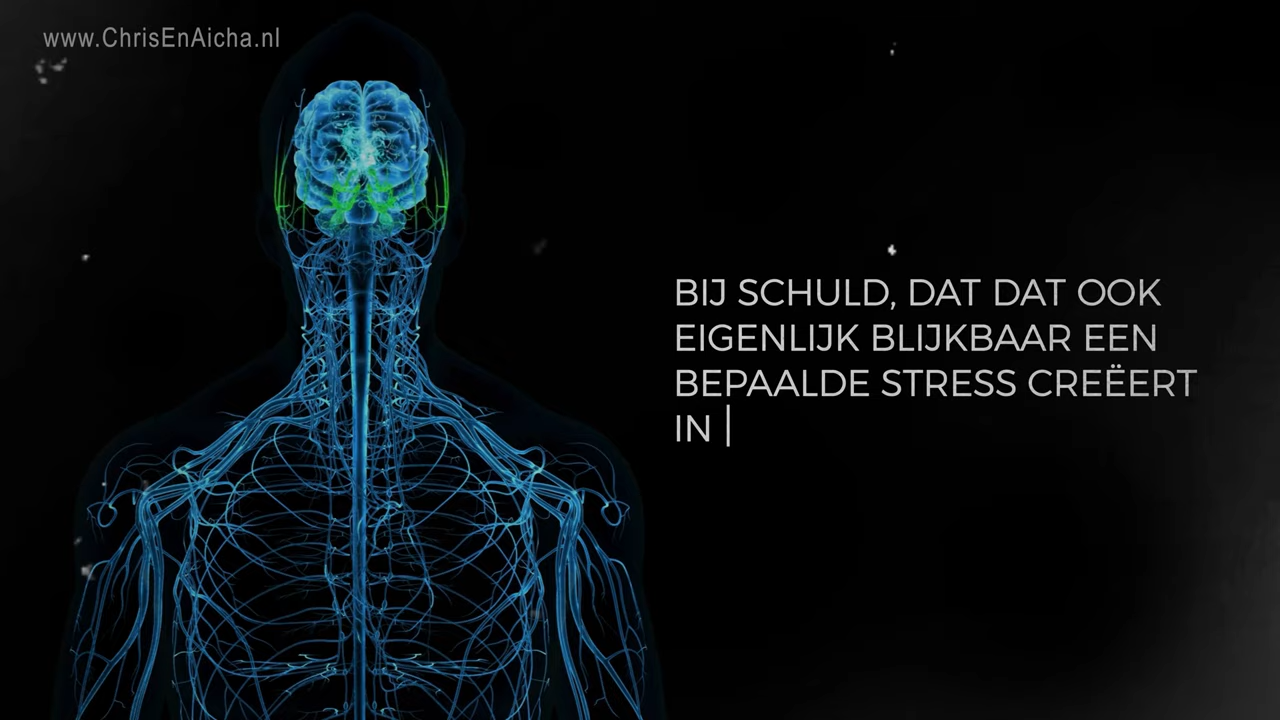 www.ChrisEnAicha.nl
BIJ SCHULD, DAT DAT OOK
EIGENLIJK BLIJKBAAR EEN
BEPAALDE STRESS CREËERT
IN